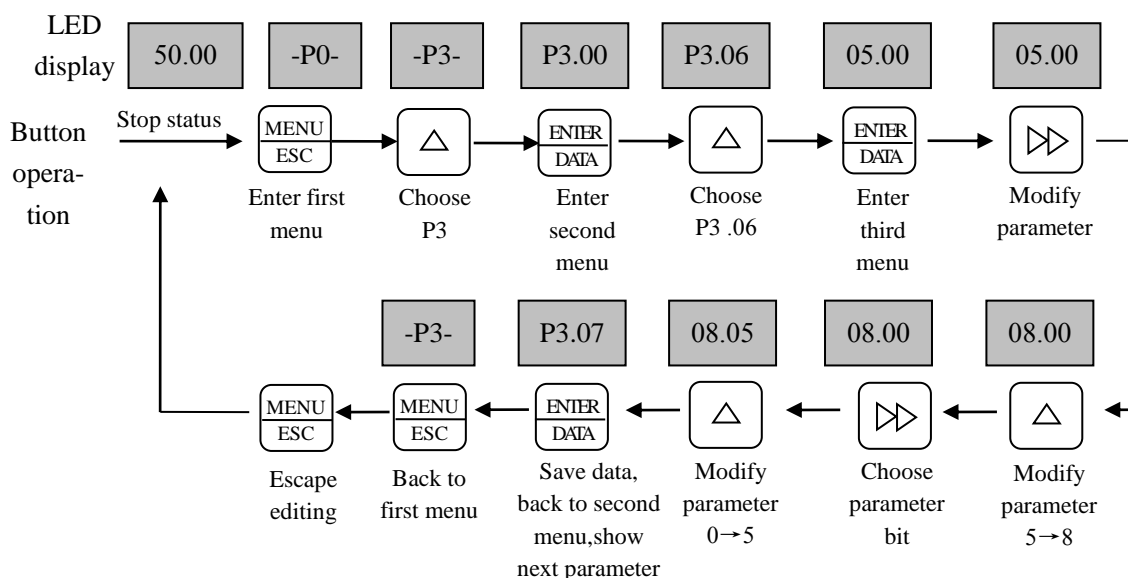 LED
display
50.00
-P0-
-P3-
P3.00
P3.06
05.00
05.00
Button
opera-
tion
Stop status
MENU
ESC
ENTER
DATA
ENTER
DATA
Enter first
menu
Choose
P3
Enter
second
menu
Choose
P3 .06
Enter
third
menu
Modify
parameter
-P3-
P3.07
08.05
08.00
08.00
MENU
ESC
MENU
ESC
ENTER
DATA
Escape
editing
Back to
first menu
Save data,
back to second
menu,show
next parameter
Modify
parameter
0→5
Choose
parameter
bit
Modify
parameter
5→8